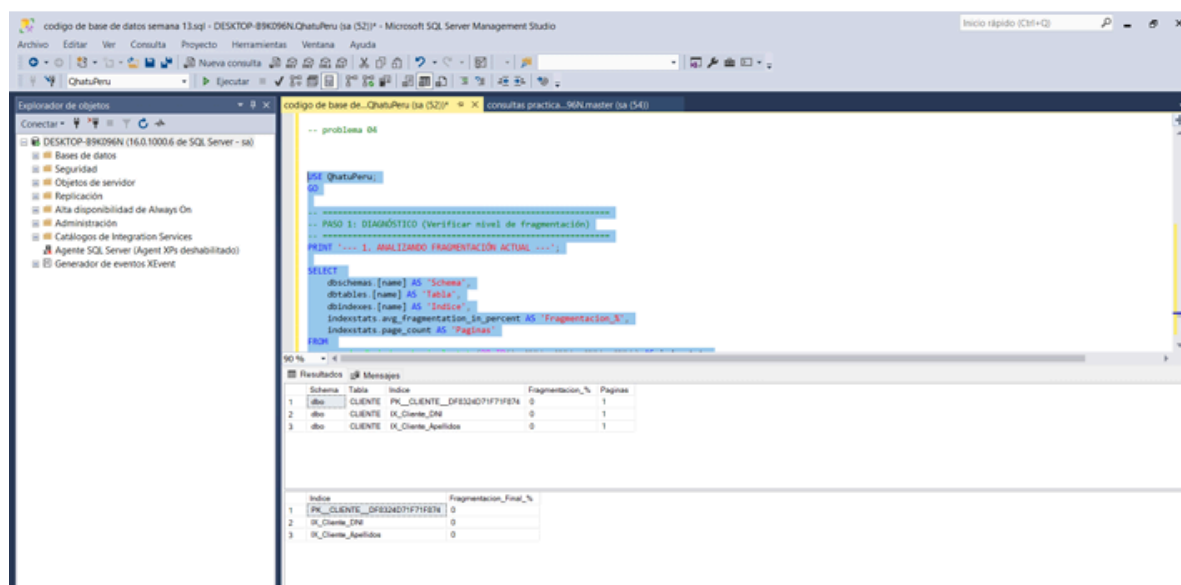 codigo de base de datos semana 13.sql - DESKTOP-B9K096N.QhatuPeru (sa (52))* - Microsoft SQL Server Management Studio
Inicio rápido (Ctrl+Q)
Archivo Editar Ver Consulta Proyecto Herramientas Ventana Ayuda
Nueva consulta
QhatuPeru
Ejecutar
Explorador de objetos
codigo de base de...QhatuPeru (sa (52))*
consultas practica...96N.master (sa (54))
Conectar
DESKTOP-B9K096N (16.0.1000.6 de SQL Server - sa)
Bases de datos
Seguridad
Objetos de servidor
Replicación
Alta disponibilidad de Always On
Administración
Catálogos de Integration Services
Agente SQL Server (Agent XPs deshabilitado)
Generador de eventos XEvent
-- problema 04
USE QhatuPeru;
GO
-- PASO 1: DIAGNÓSTICO (Verificar nivel de fragmentación)
PRINT '--- 1. ANALIZANDO FRAGMENTACIÓN ACTUAL ---';
SELECT
dbschemas.[name] AS 'Schema',
dbtables.[name] AS 'Tabla',
dbindexes.[name] AS 'Indice',
indexstats.avg_fragmentation_in_percent AS 'Fragmentacion_%',
indexstats.page_count AS 'Paginas'
FROM
90 %
Resultados Mensajes
Schema Tabla Indice Fragmentacion_% Paginas
1 dbo CLIENTE PK__CLIENTE__DF8324D71F71F874 0 1
2 dbo CLIENTE IX_Cliente_DNI 0 1
3 dbo CLIENTE IX_Cliente_Apellidos 0 1
Indice Fragmentacion_Final_%
1 PK__CLIENTE__DF8324D71F71F874 0
2 IX_Cliente_DNI 0
3 IX_Cliente_Apellidos 0